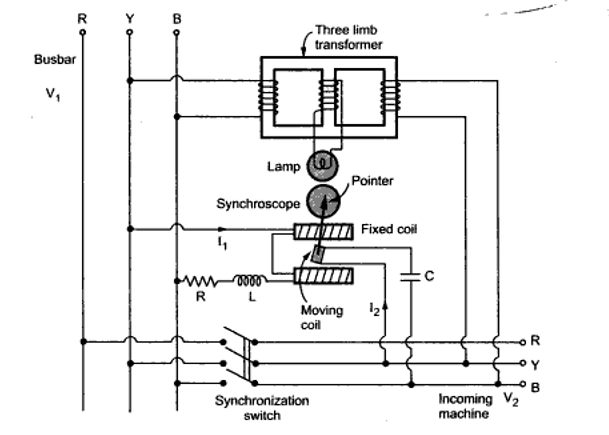 R Y B
Three limb
transformer
Busbar
V1
Lamp
Pointer
Synchroscope
Fixed coil
I1
C
R L
Moving
coil
I2
R
Y
B
Synchronization
switch
Incoming
machine
V2